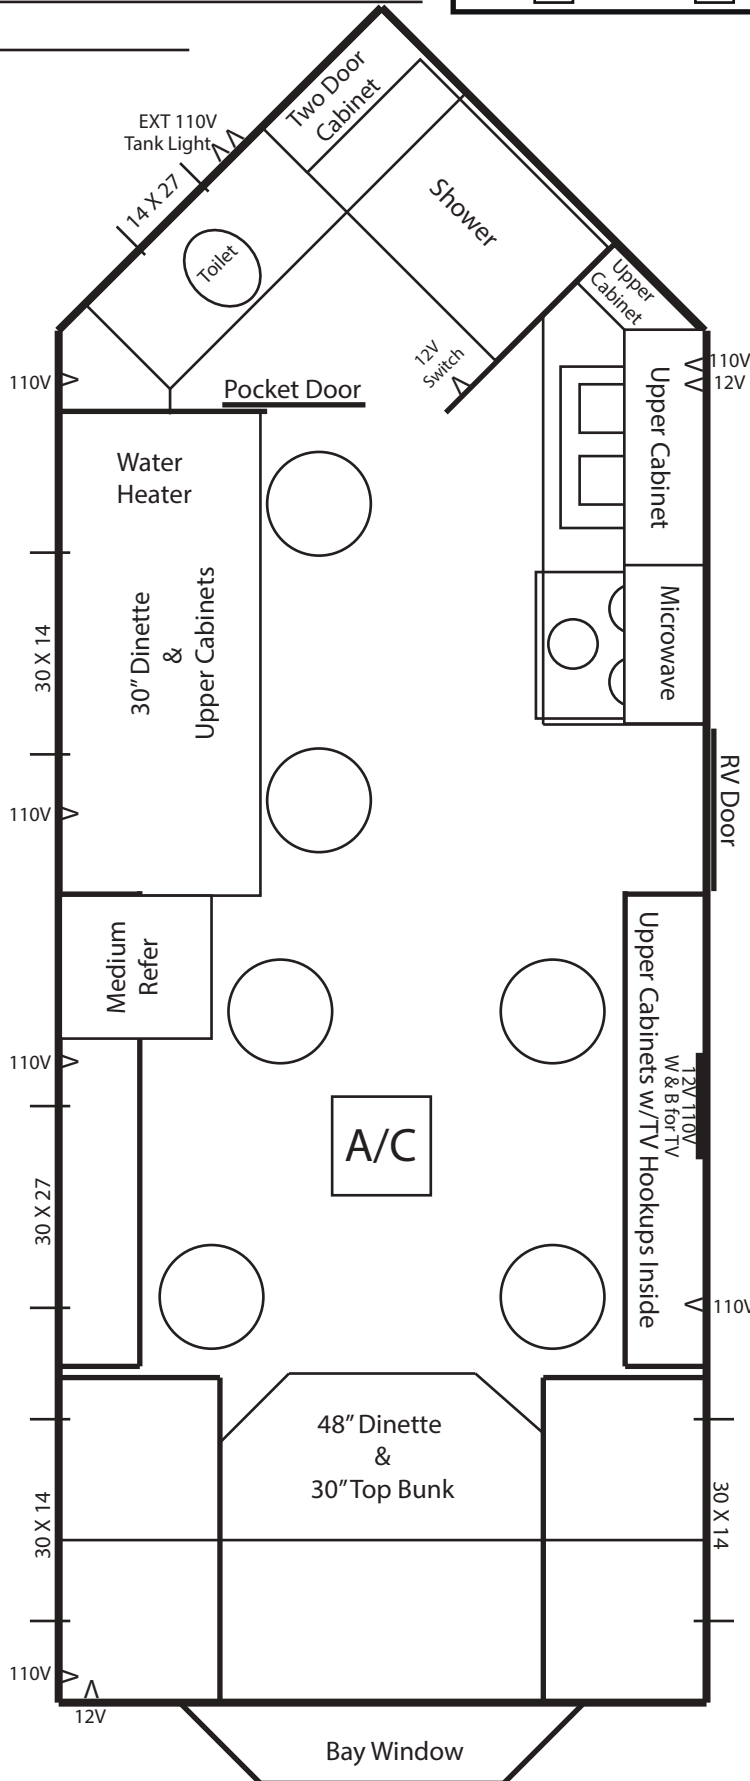 Two Door
Cabinet
EXT 110V
Tank Light
14 X 27
Toilet
Shower
Upper
Cabinet
12V
Switch
110V
Pocket Door
110V
12V
Upper Cabinet
Water
Heater
30" Dinette
&
Upper Cabinets
30 X 14
Microwave
110V
RV Door
Medium
Refer
Upper Cabinets w/TV Hookups Inside
12V 110V
W & B for TV
110V
A/C
30 X 27
110V
48" Dinette
&
30" Top Bunk
30 X 14
30 X 14
110V
12V
Bay Window